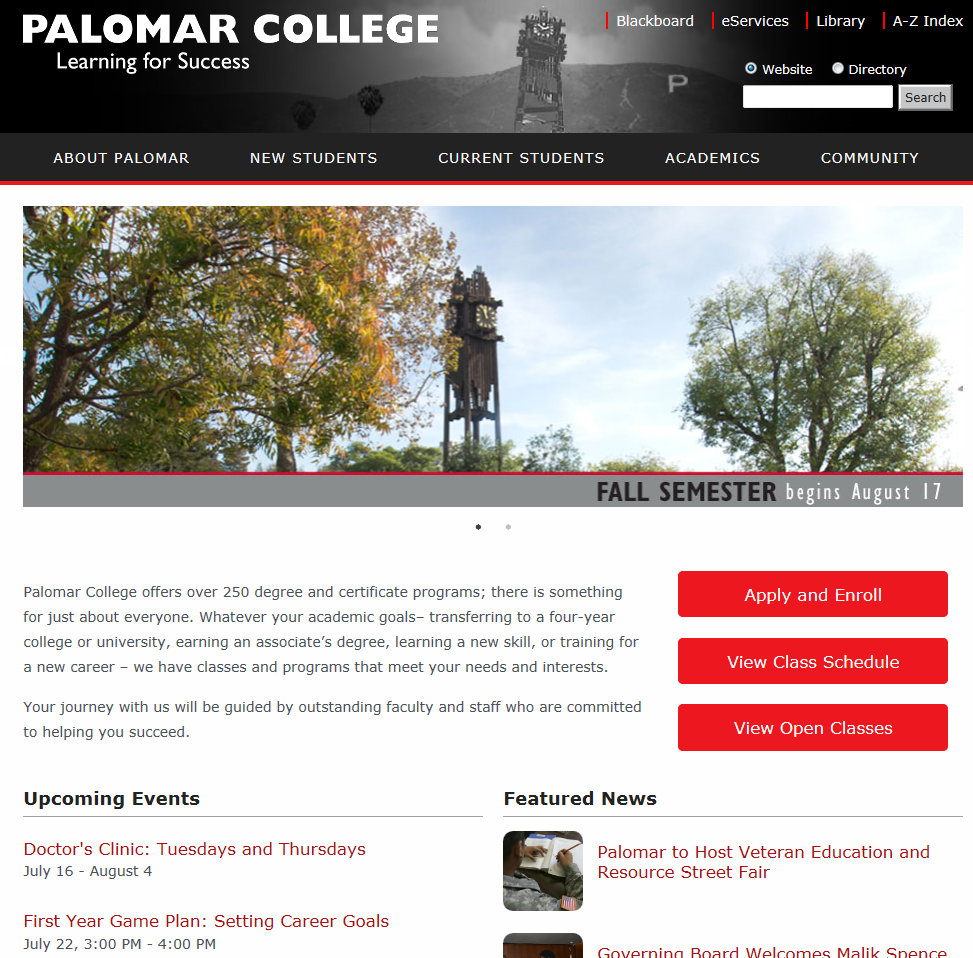 PALOMAR COLLEGE
Learning for Success
Blackboard
eServices
Library
A-Z Index
Website
Directory
Search
P
ABOUT PALOMAR
NEW STUDENTS
CURRENT STUDENTS
ACADEMICS
COMMUNITY
FALL SEMESTER begins August 17
Palomar College offers over 250 degree and certificate programs; there is something
for just about everyone. Whatever your academic goals– transferring to a four-year
college or university, earning an associate’s degree, learning a new skill, or training for
a new career – we have classes and programs that meet your needs and interests.
Your journey with us will be guided by outstanding faculty and staff who are committed
to helping you succeed.
Apply and Enroll
View Class Schedule
View Open Classes
Upcoming Events
Doctor's Clinic: Tuesdays and Thursdays
July 16 - August 4
First Year Game Plan: Setting Career Goals
July 22, 3:00 PM - 4:00 PM
Featured News
Palomar to Host Veteran Education and
Resource Street Fair
Governing Board Welcomes Malik Spence